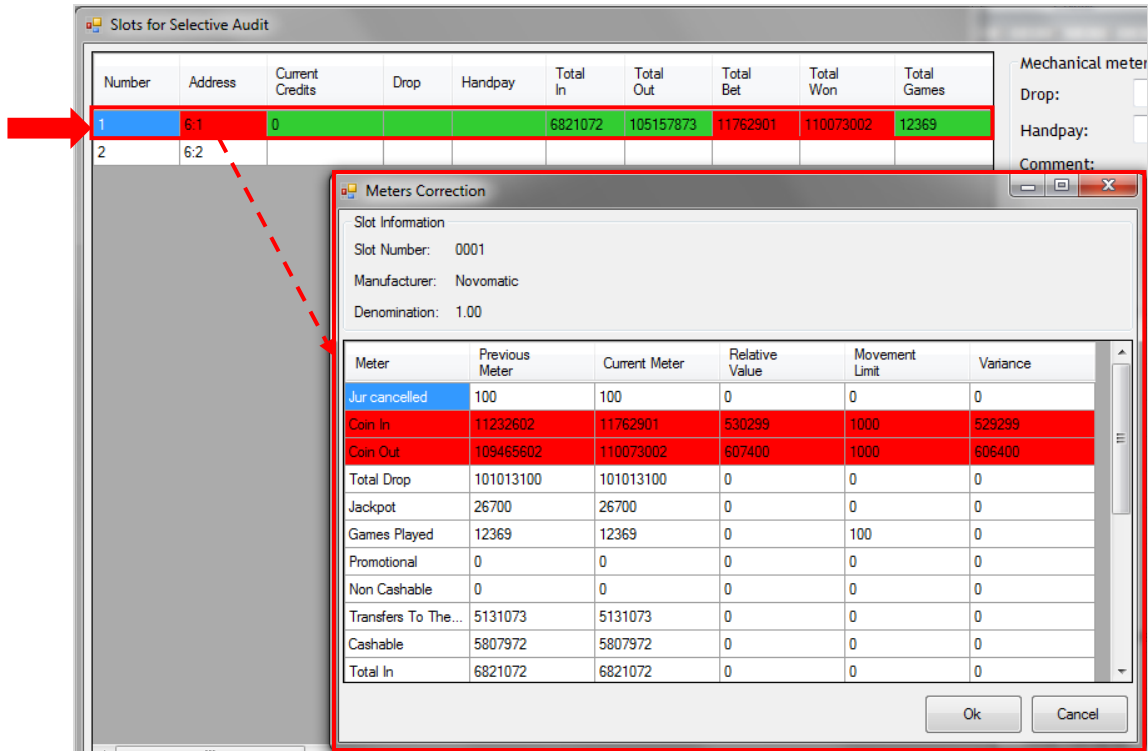 Slots for Selective Audit
Number Address Current Credits Drop Handpay Total In Total Out Total Bet Total Won Total Games
1 6:1 0 6821072 105157873 11762901 110073002 12369
2 6:2
Mechanical meter
Drop:
Handpay:
Comment:
Meters Correction
Slot Information
Slot Number: 0001
Manufacturer: Novomatic
Denomination: 1.00
Meter Previous Meter Current Meter Relative Value Movement Limit Variance
Jur cancelled 100 100 0 0 0
Coin In 11232602 11762901 530299 1000 529299
Coin Out 109465602 110073002 607400 1000 606400
Total Drop 101013100 101013100 0 0 0
Jackpot 26700 26700 0 0 0
Games Played 12369 12369 0 100 0
Promotional 0 0 0 0 0
Non Cashable 0 0 0 0 0
Transfers To The... 5131073 5131073 0 0 0
Cashable 5807972 5807972 0 0 0
Total In 6821072 6821072 0 0 0
Ok Cancel